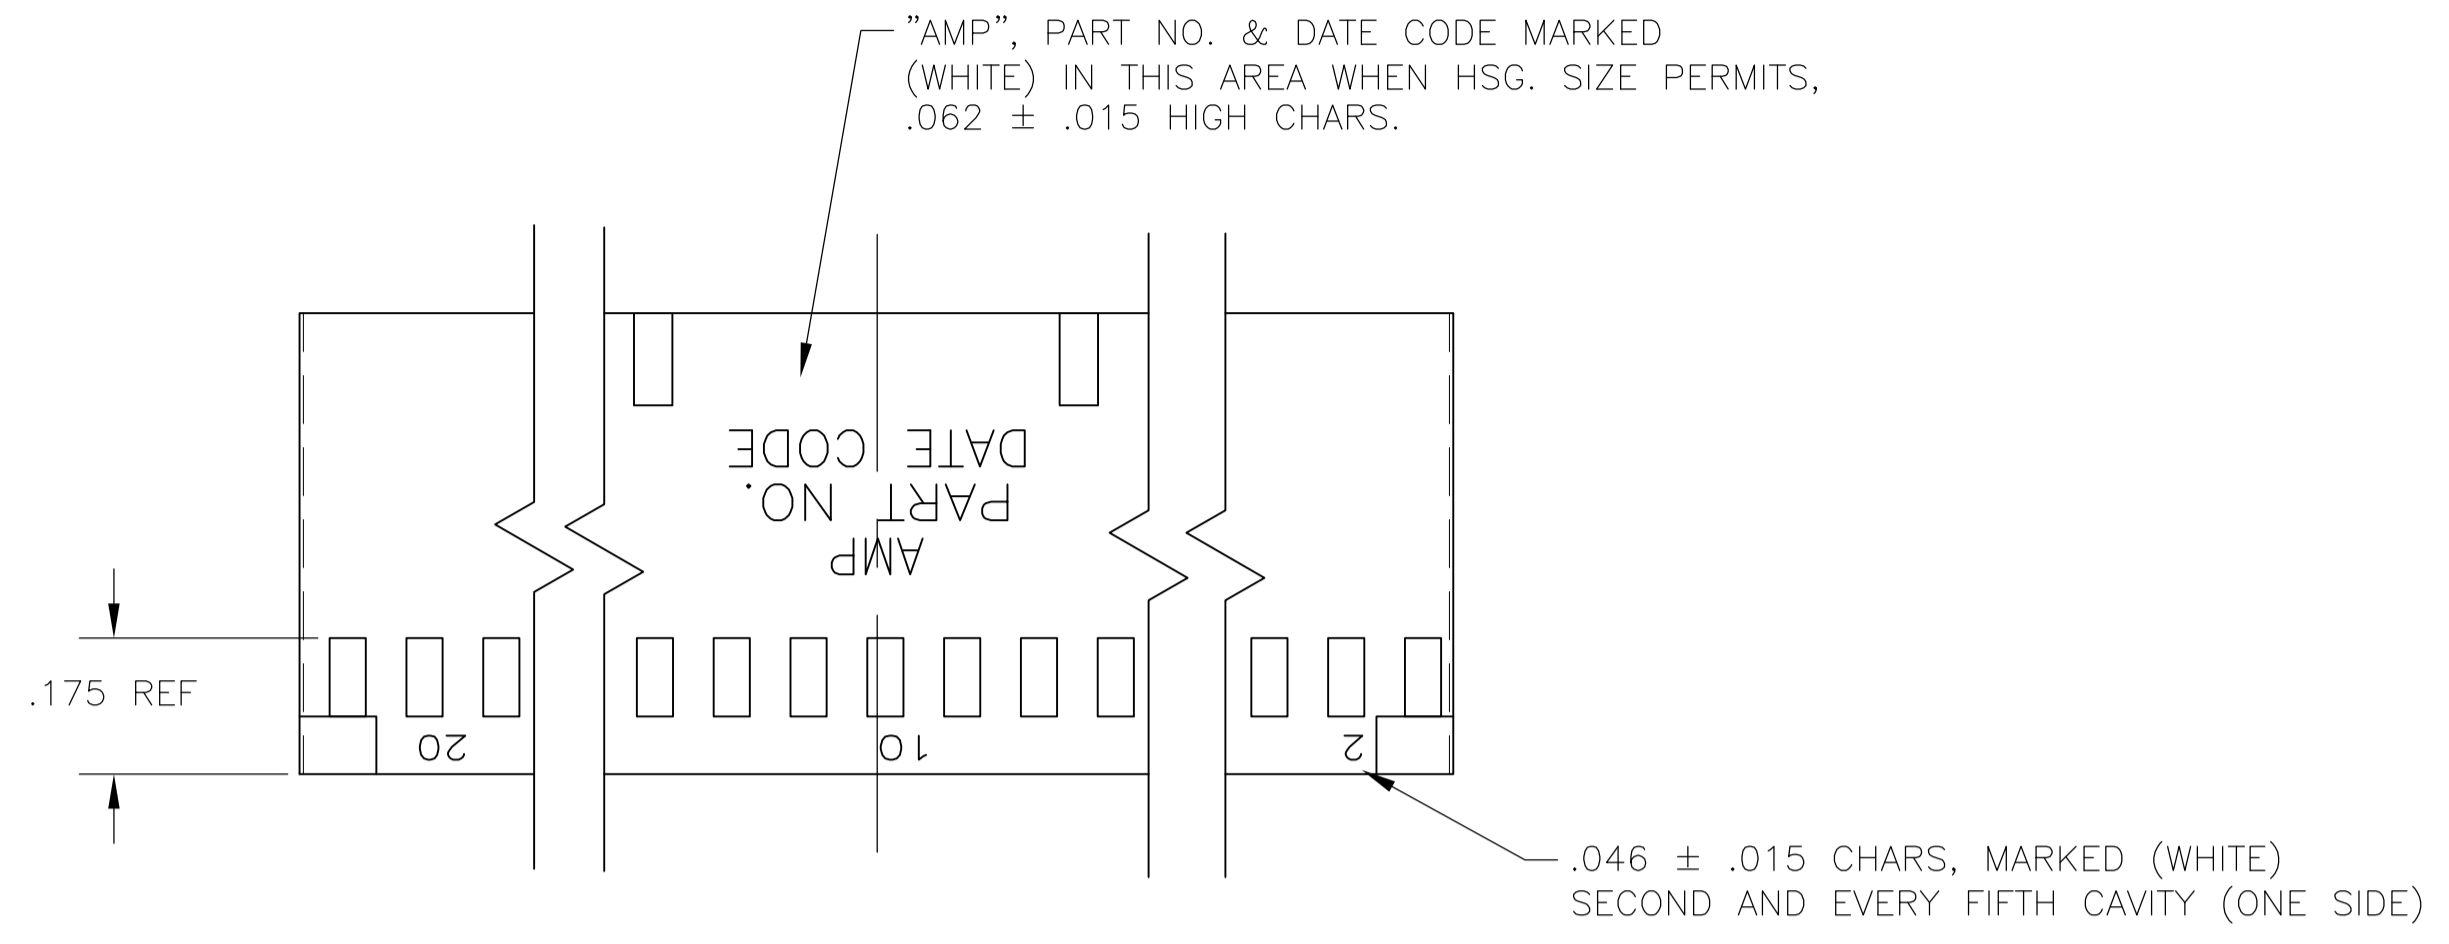 ”AMP”, PART NO. & DATE CODE MARKED
(WHITE) IN THIS AREA WHEN HSG. SIZE PERMITS,
.062 ± .015 HIGH CHARS.
AMP
PART NO.
DATE CODE
.175 REF
20
10
2
.046 ± .015 CHARS, MARKED (WHITE)
SECOND AND EVERY FIFTH CAVITY (ONE SIDE)